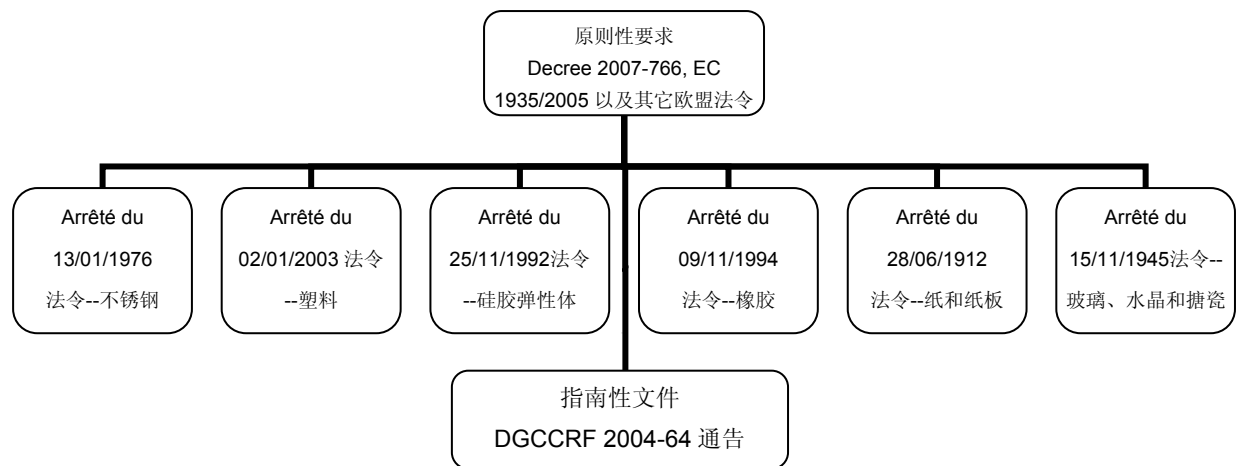 原则性要求
Decree 2007-766, EC
1935/2005 以及其它欧盟法令
Arrêté du
13/01/1976
法令--不锈钢
Arrêté du
02/01/2003 法令
--塑料
Arrêté du
25/11/1992法令
--硅胶弹性体
Arrêté du
09/11/1994
法令--橡胶
Arrêté du
28/06/1912
法令--纸和纸板
Arrêté du
15/11/1945法令--
玻璃、水晶和搪瓷
指南性文件
DGCCRF 2004-64 通告